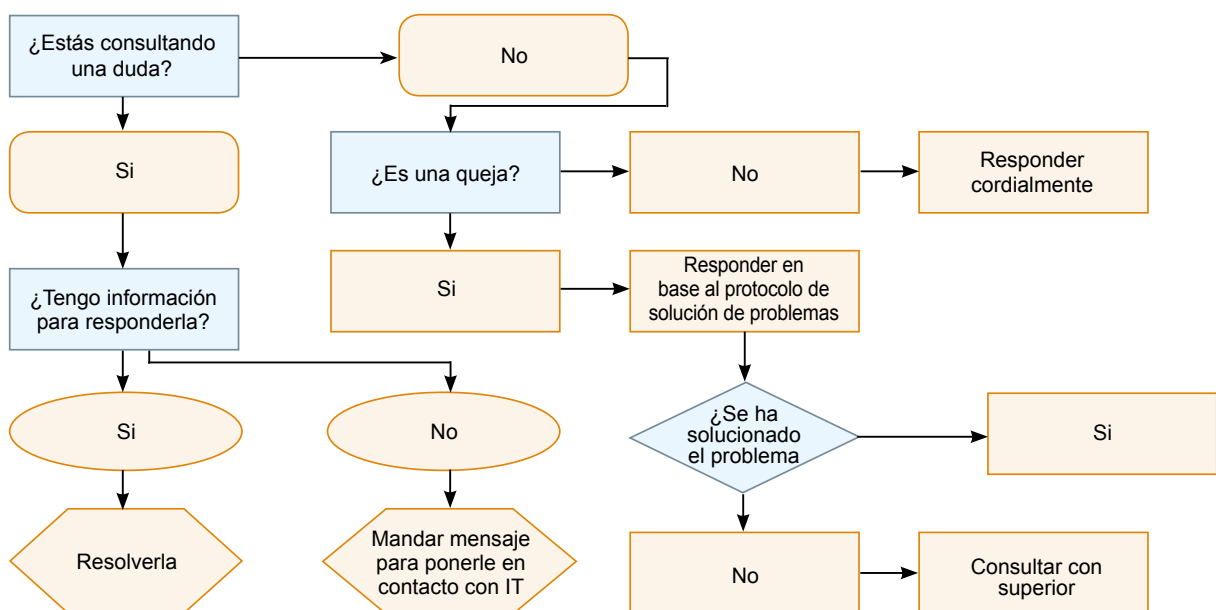 ¿Estás consultando
una duda?
No
Si
¿Es una queja?
No
Responder
cordialmente
¿Tengo información
para responderla?
Si
Responder en
base al protocolo de
solución de problemas
Si
No
¿Se ha
solucionado
el problema
Si
Resolverla
Mandar mensaje
para ponerle en
contacto con IT
No
Consultar con
superior